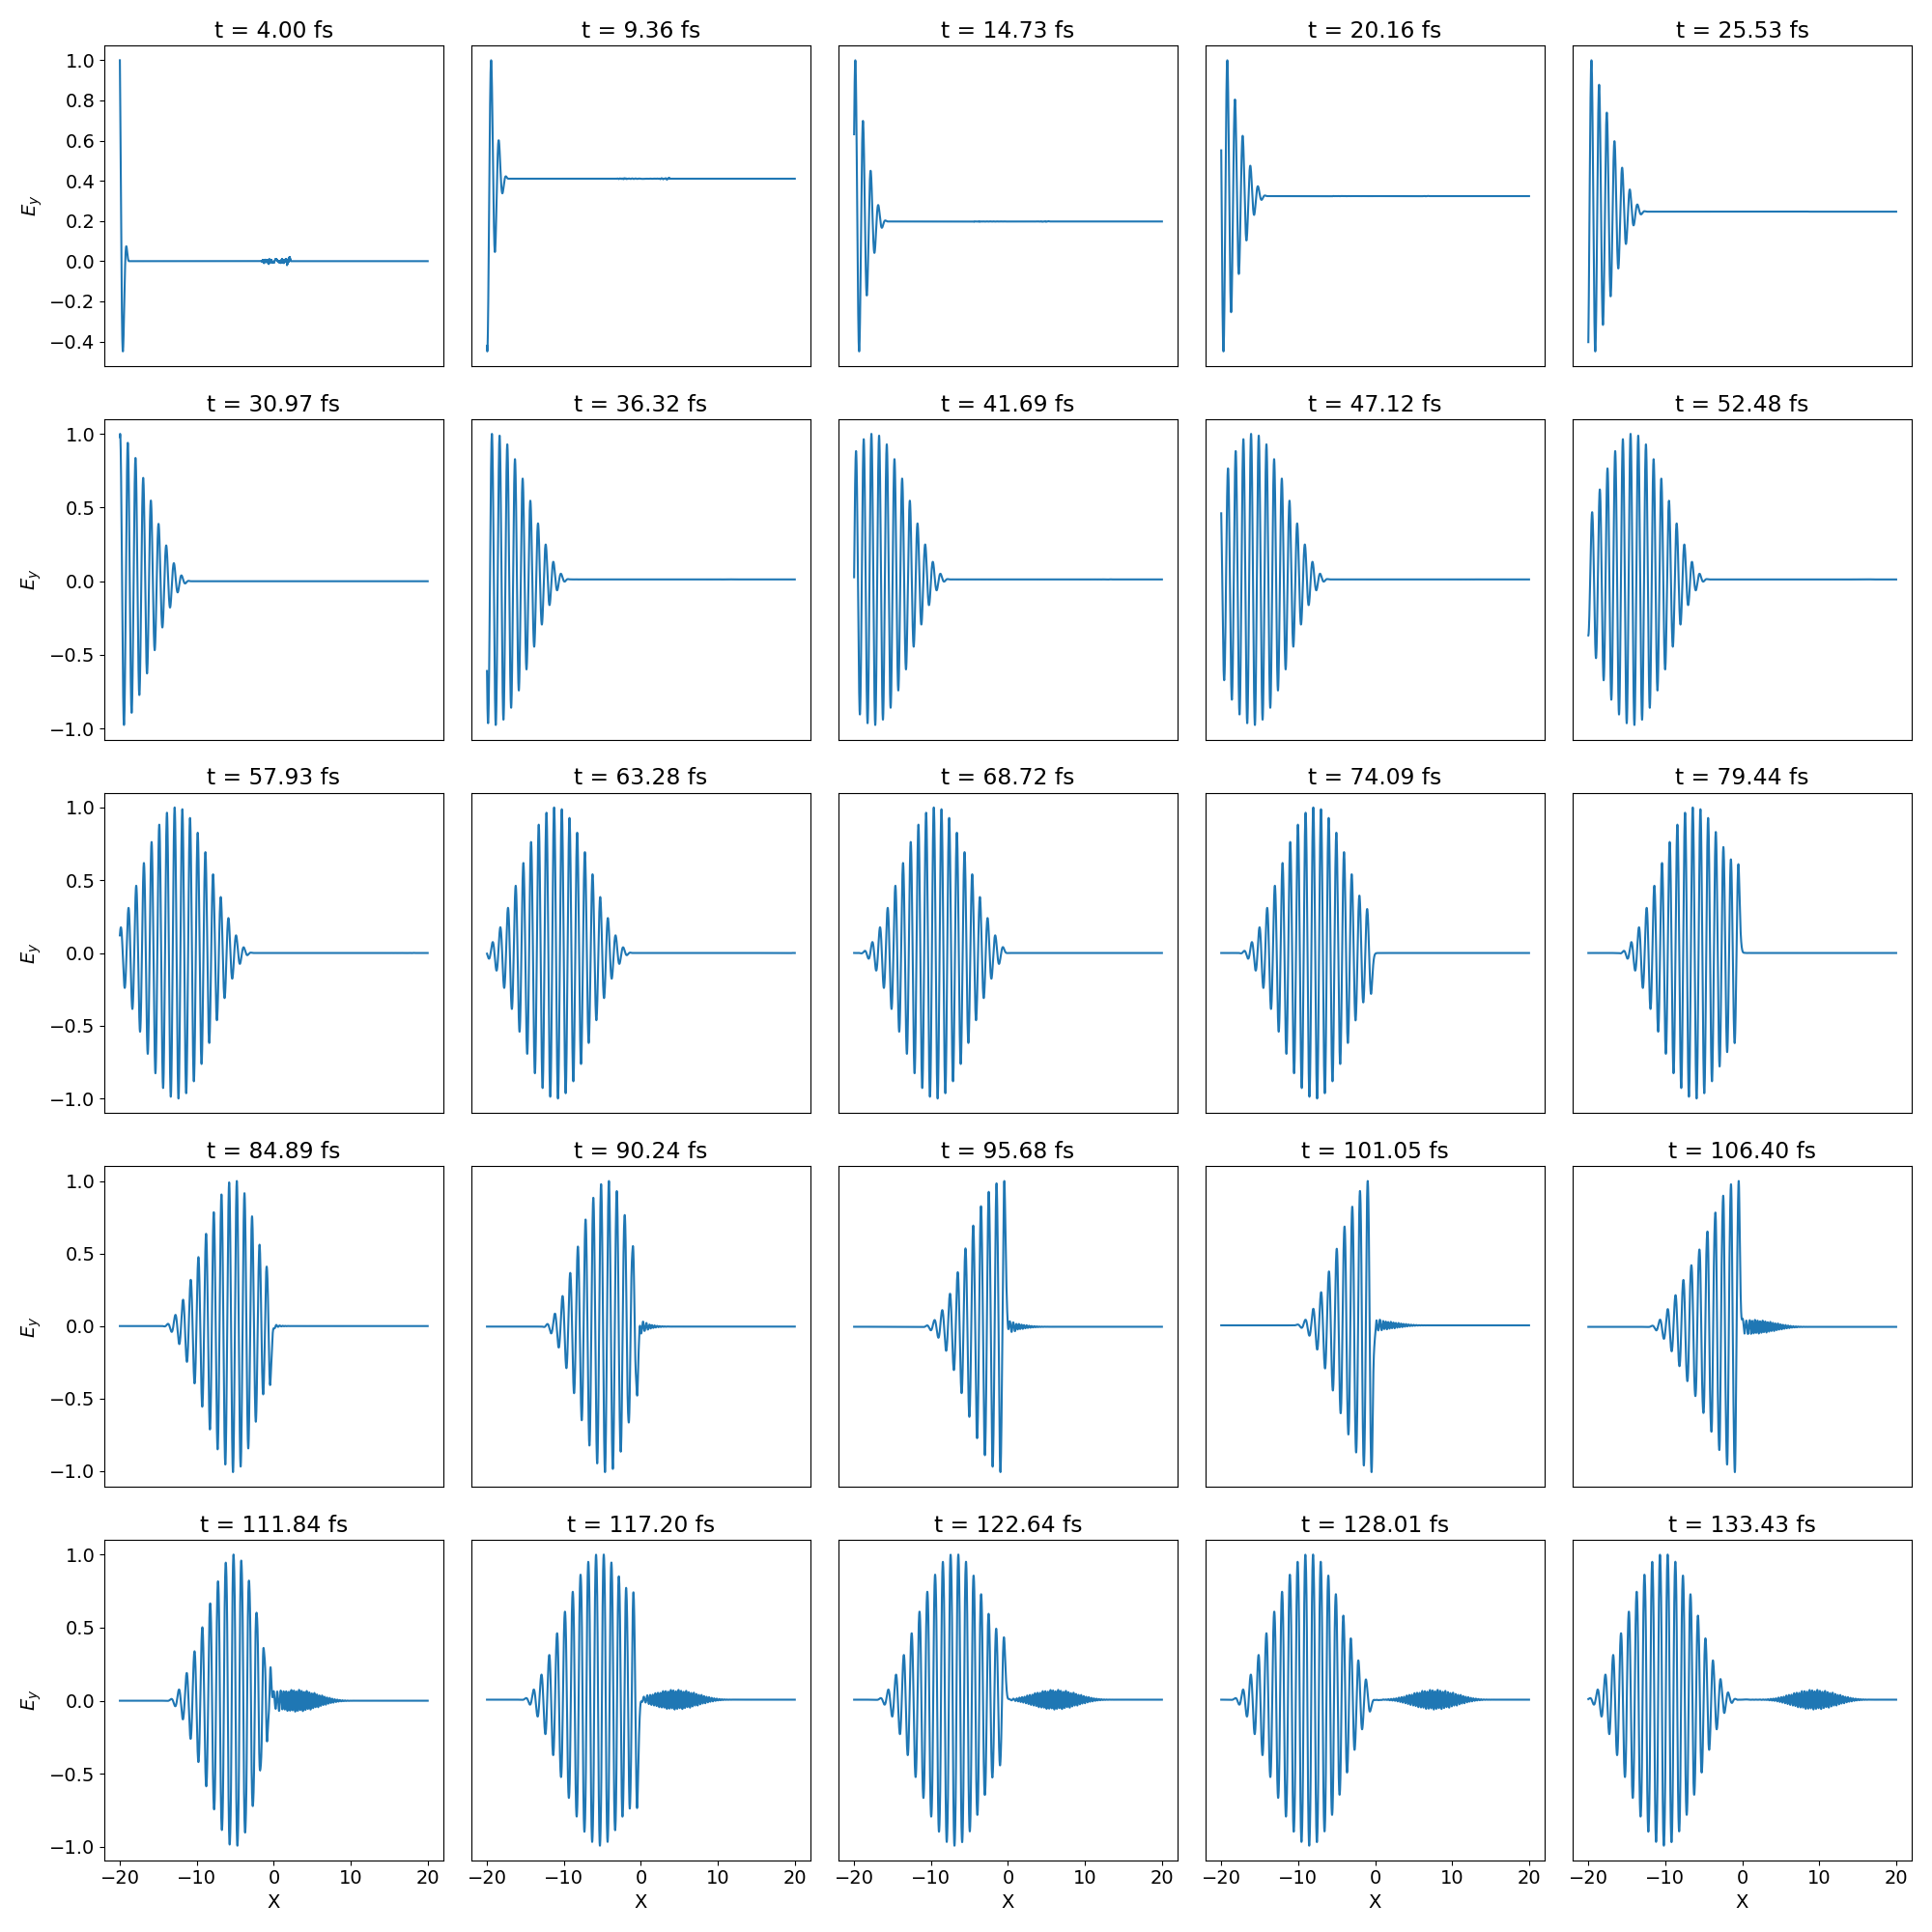 t = 4.00 fs t = 9.36 fs t = 14.73 fs t = 20.16 fs t = 25.53 fs
1.0
0.8
0.6
0.4
0.2
0.0
−0.2
−0.4
E_y
t = 30.97 fs t = 36.32 fs t = 41.69 fs t = 47.12 fs t = 52.48 fs
1.0
0.5
0.0
−0.5
−1.0
E_y
t = 57.93 fs t = 63.28 fs t = 68.72 fs t = 74.09 fs t = 79.44 fs
1.0
0.5
0.0
−0.5
−1.0
E_y
t = 84.89 fs t = 90.24 fs t = 95.68 fs t = 101.05 fs t = 106.40 fs
1.0
0.5
0.0
−0.5
−1.0
E_y
t = 111.84 fs t = 117.20 fs t = 122.64 fs t = 128.01 fs t = 133.43 fs
1.0
0.5
0.0
−0.5
−1.0
E_y
−20 −10 0 10 20 −20 −10 0 10 20 −20 −10 0 10 20 −20 −10 0 10 20 −20 −10 0 10 20
X X X X X